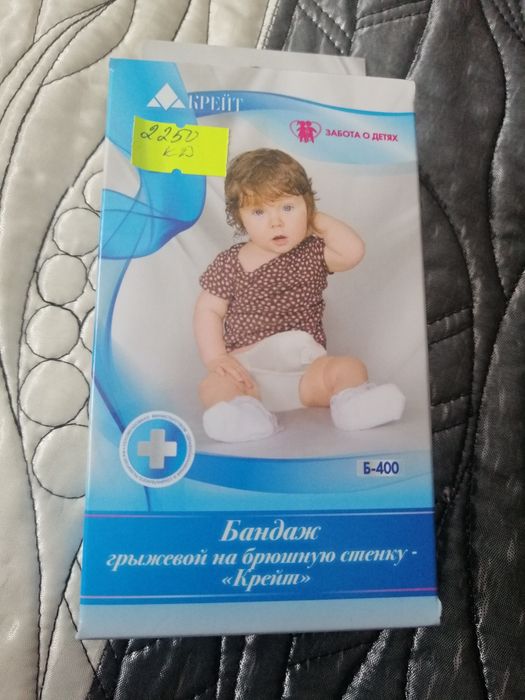 КРЕЙТ
ЗАБОТА О ДЕТЯХ
2250
Б-400
Бандаж
грыжевой на брюшную стенку -
«Крейт»